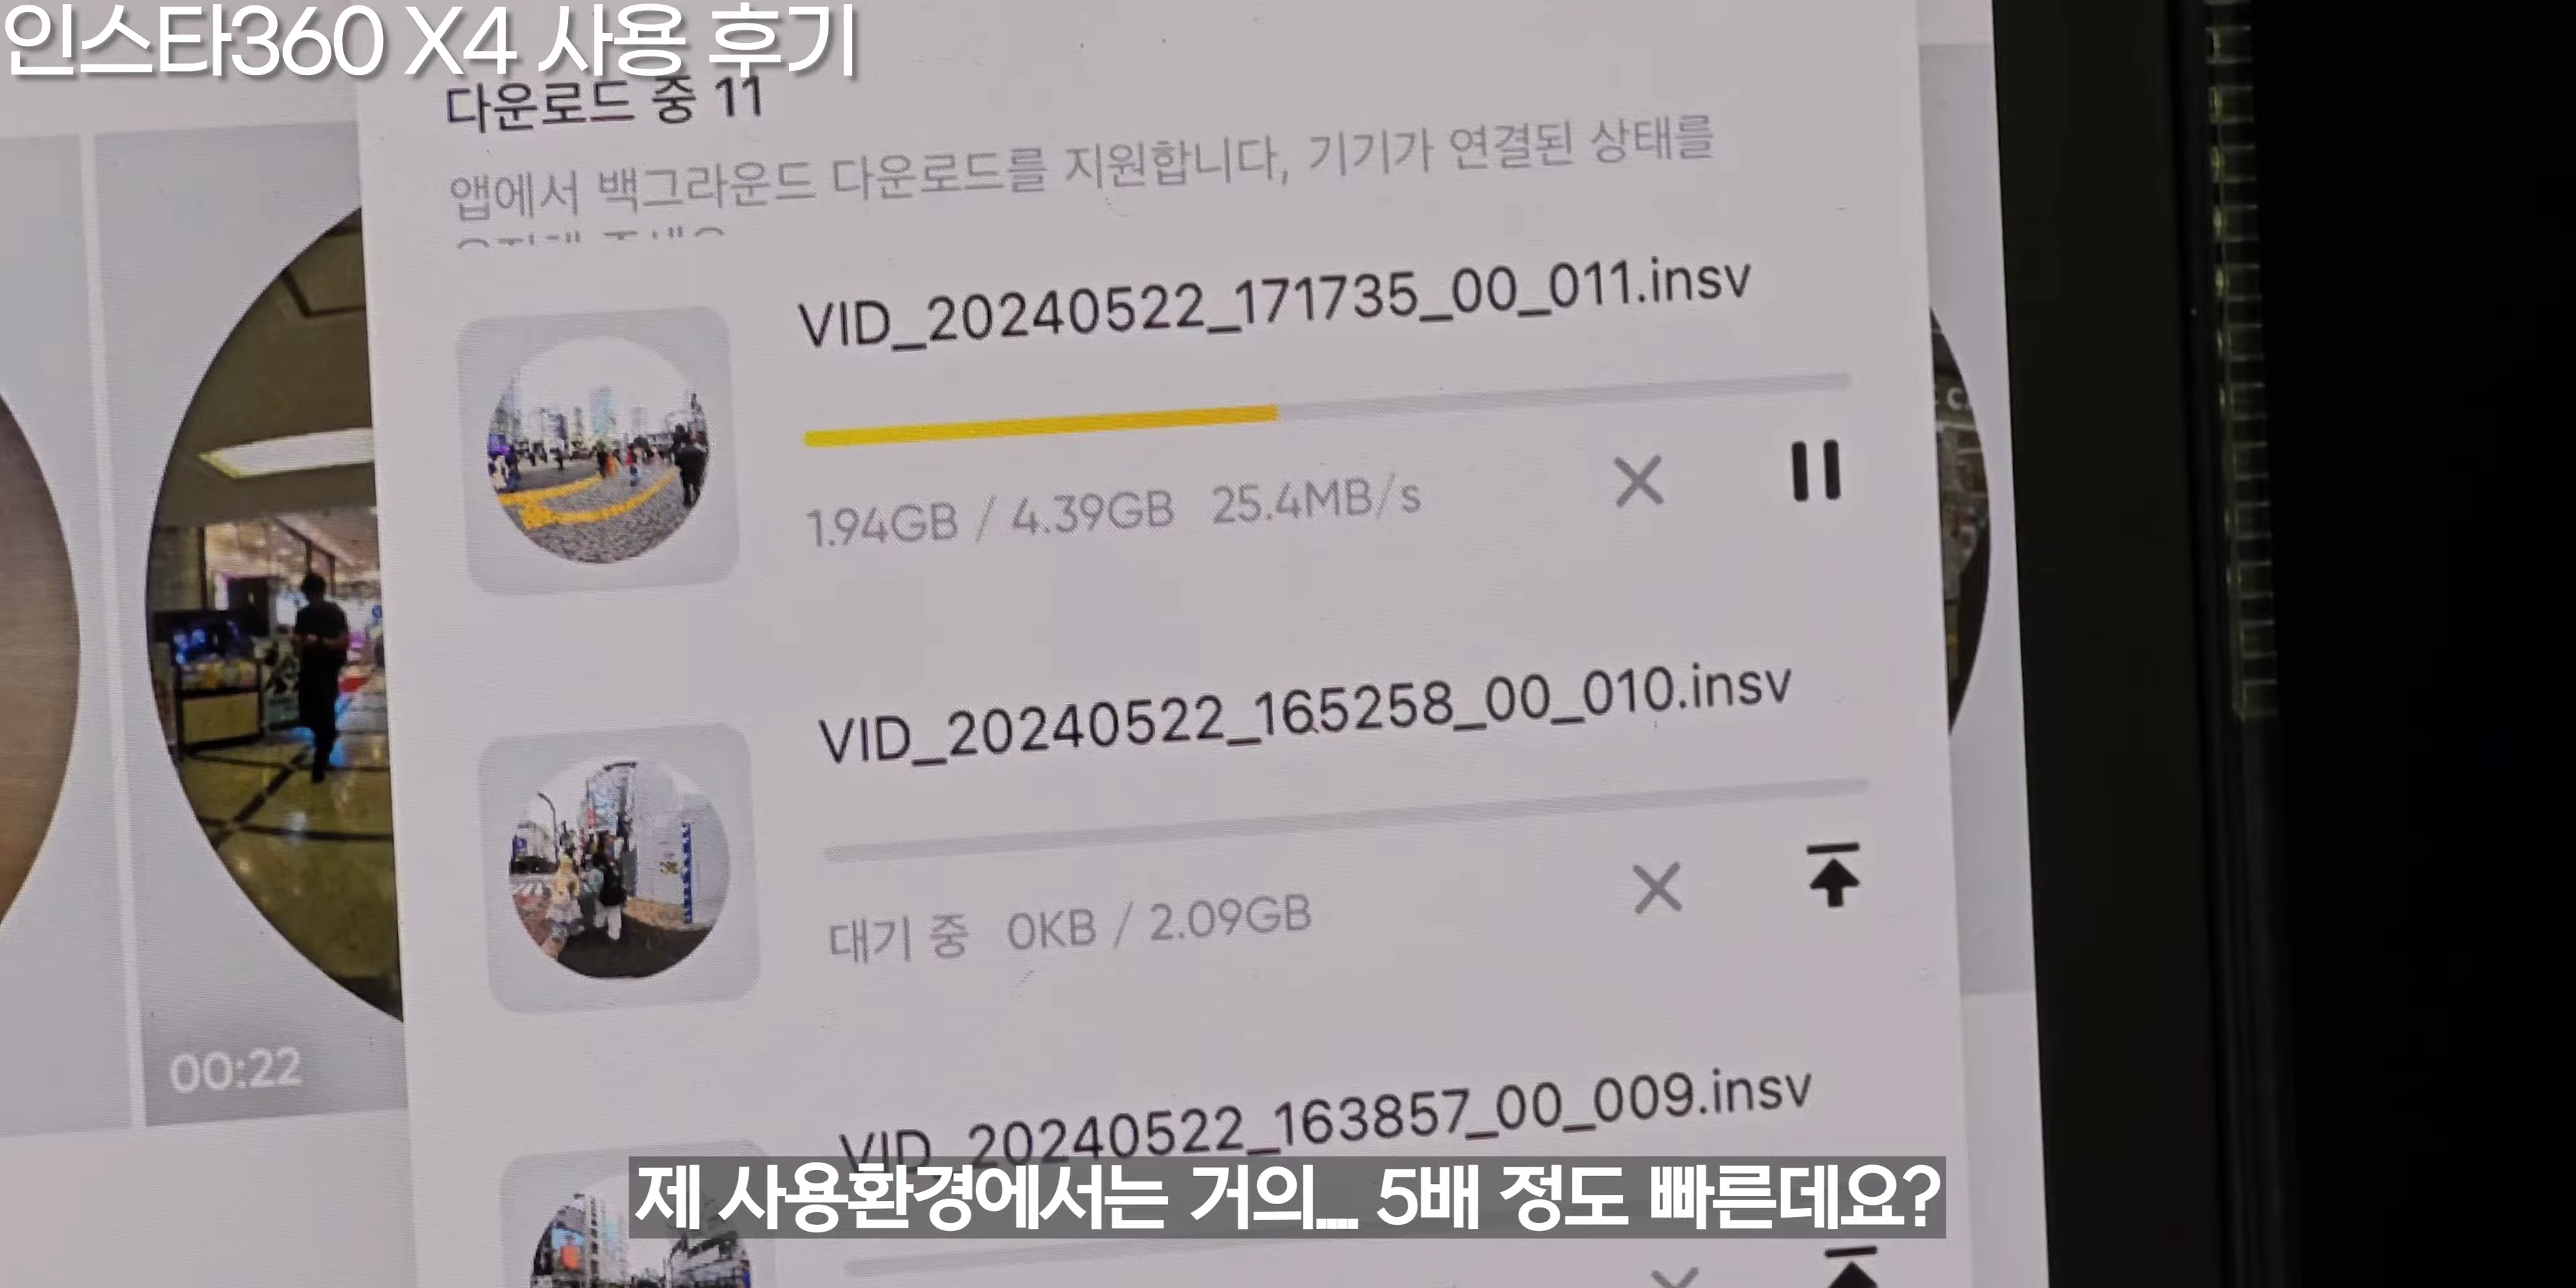 인스타360 X4 사용 후기
다운로드 중 11
앱에서 백그라운드 다운로드를 지원합니다, 기기가 연결된 상태를
VID_20240522_171735_00_011.insv
1.94GB / 4.39GB 25.4MB/s
VID_20240522_165258_00_010.insv
대기 중 0KB / 2.09GB
00:22
VID_20240522_163857_00_009.insv
제 사용환경에서는 거의.... 5배 정도 빠른데요?